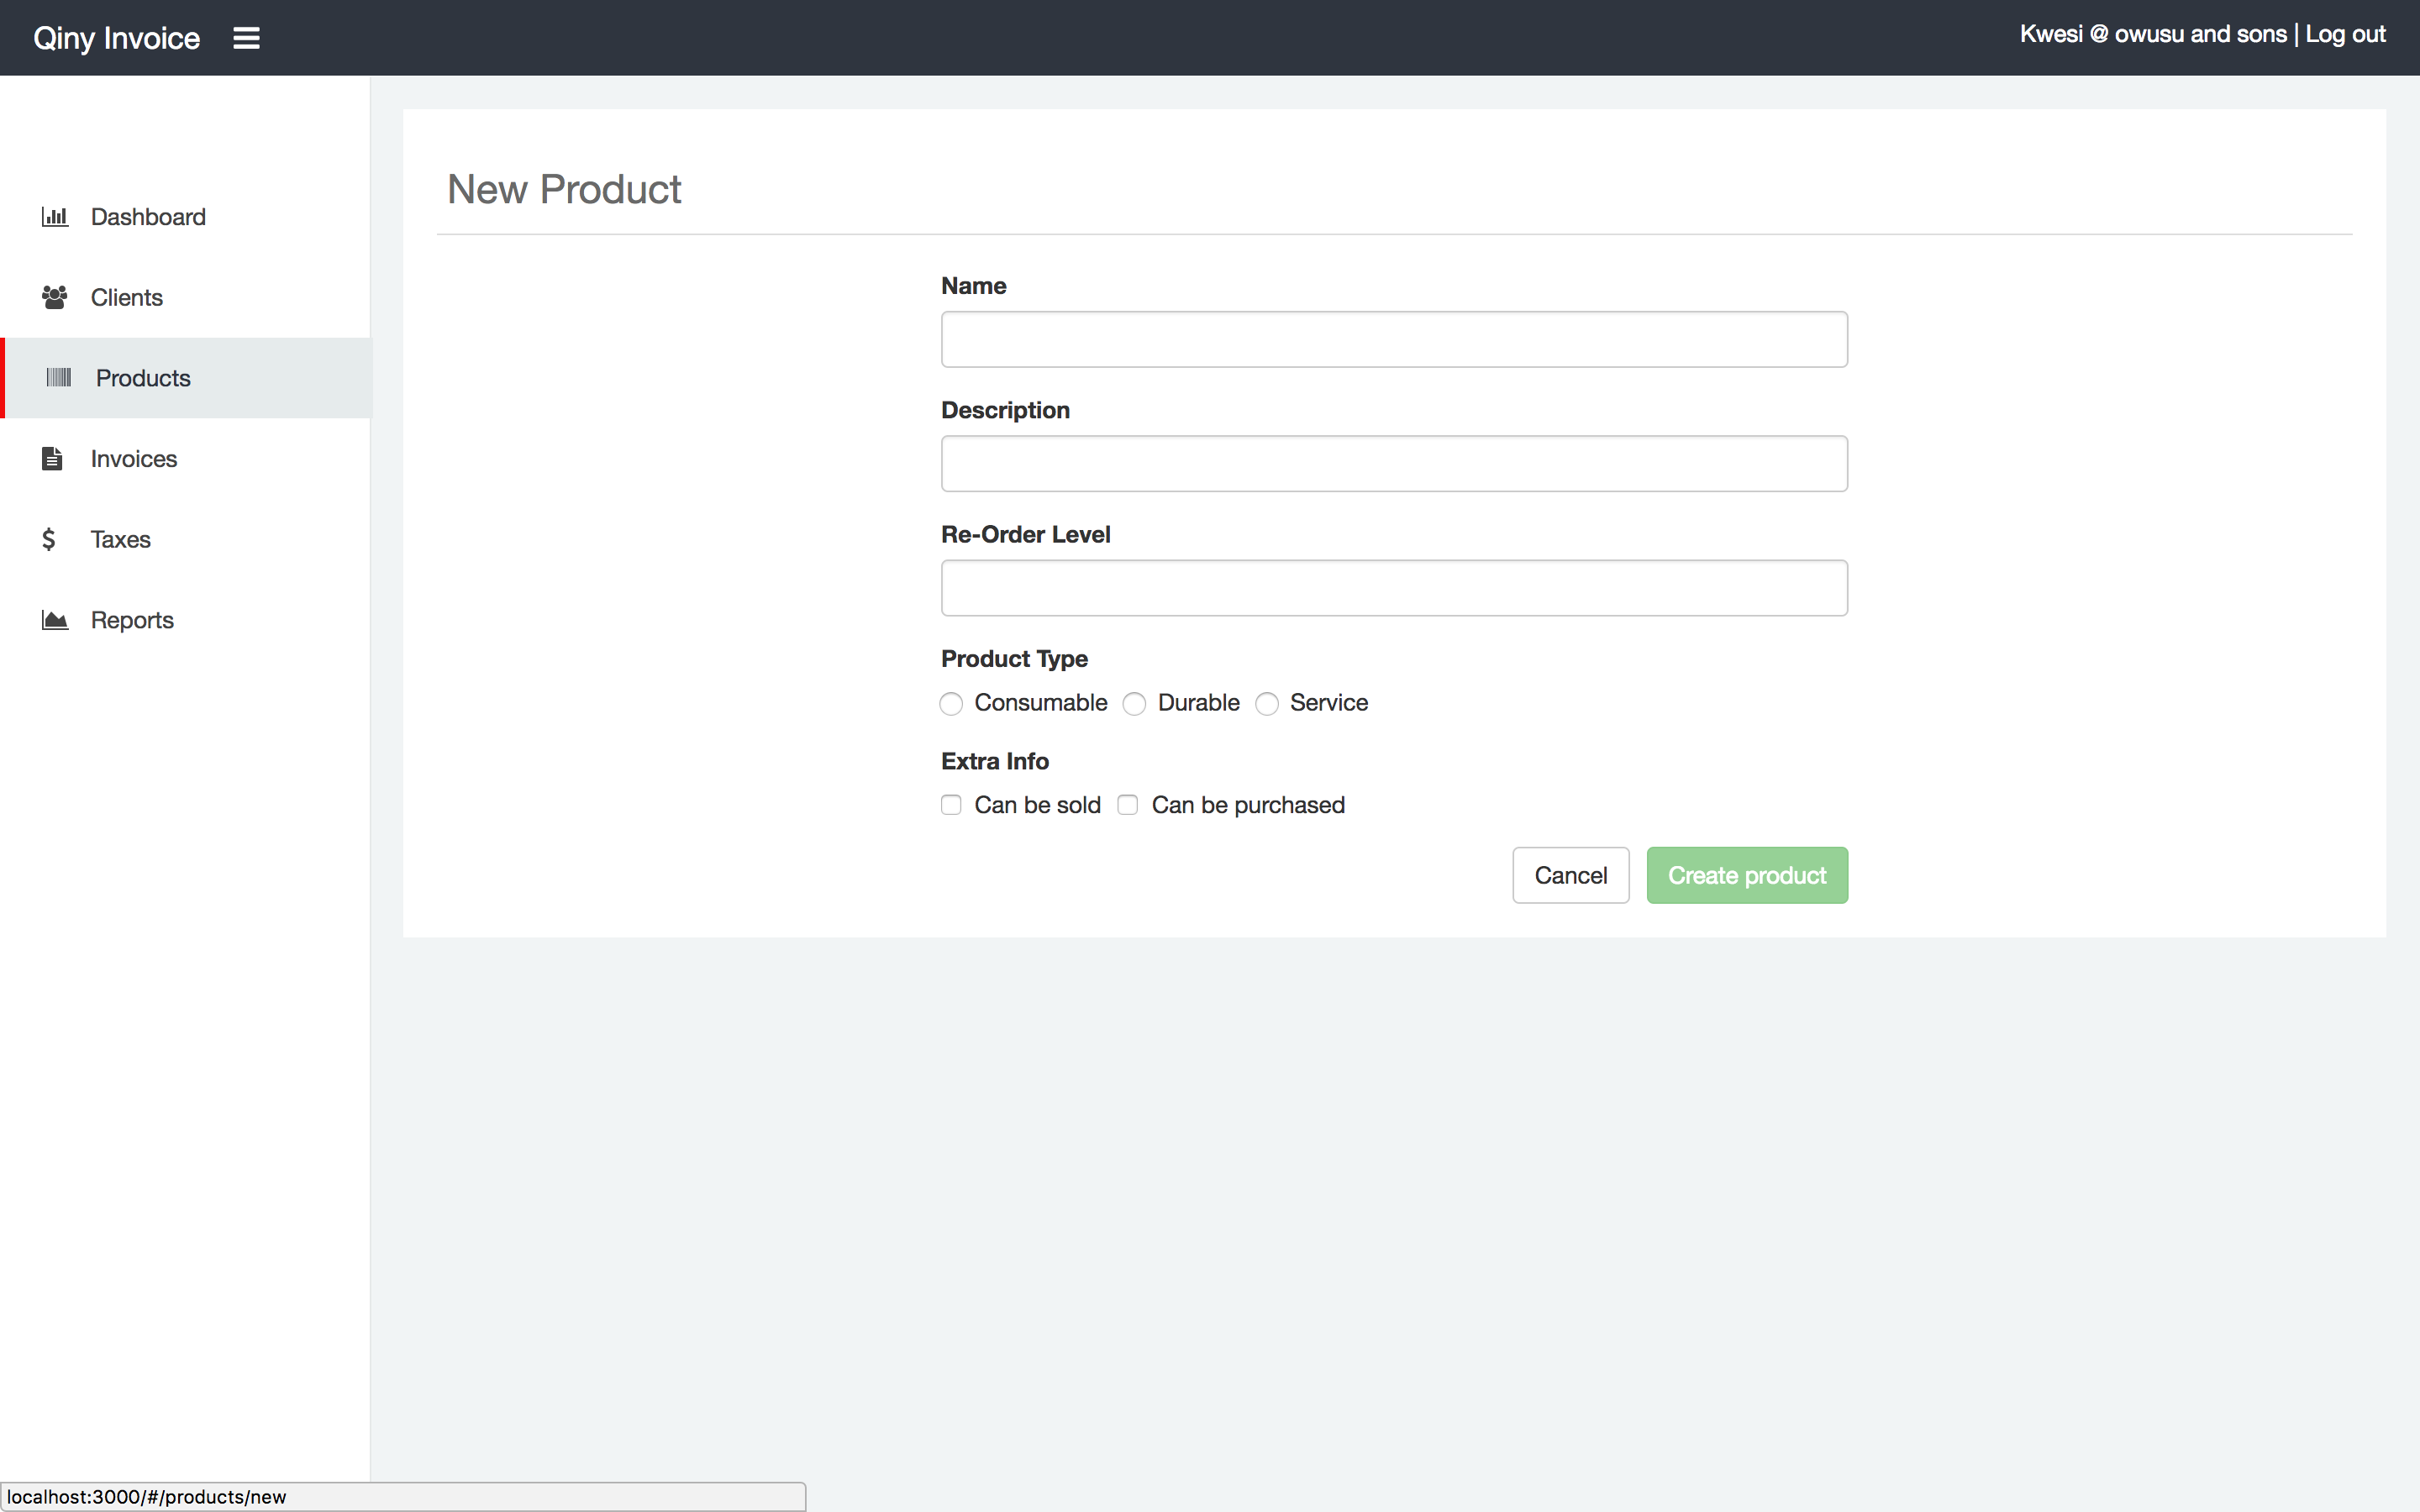 Qiny Invoice
Kwesi @ owusu and sons | Log out
Dashboard
Clients
Products
Invoices
Taxes
Reports
New Product
Name
Description
Re-Order Level
Product Type
Consumable Durable Service
Extra Info
Can be sold Can be purchased
Cancel Create product
localhost:3000/#/products/new